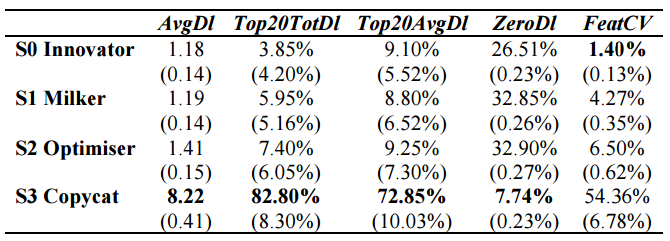 AvgDl Top20TotDl Top20AvgDl ZeroDl FeatCV
S0 Innovator 1.18 3.85% 9.10% 26.51% 1.40%
(0.14) (4.20%) (5.52%) (0.23%) (0.13%)
S1 Milker 1.19 5.95% 8.80% 32.85% 4.27%
(0.14) (5.16%) (6.52%) (0.26%) (0.35%)
S2 Optimiser 1.41 7.40% 9.25% 32.90% 6.50%
(0.15) (6.05%) (7.30%) (0.27%) (0.62%)
S3 Copycat 8.22 82.80% 72.85% 7.74% 54.36%
(0.41) (8.30%) (10.03%) (0.23%) (6.78%)